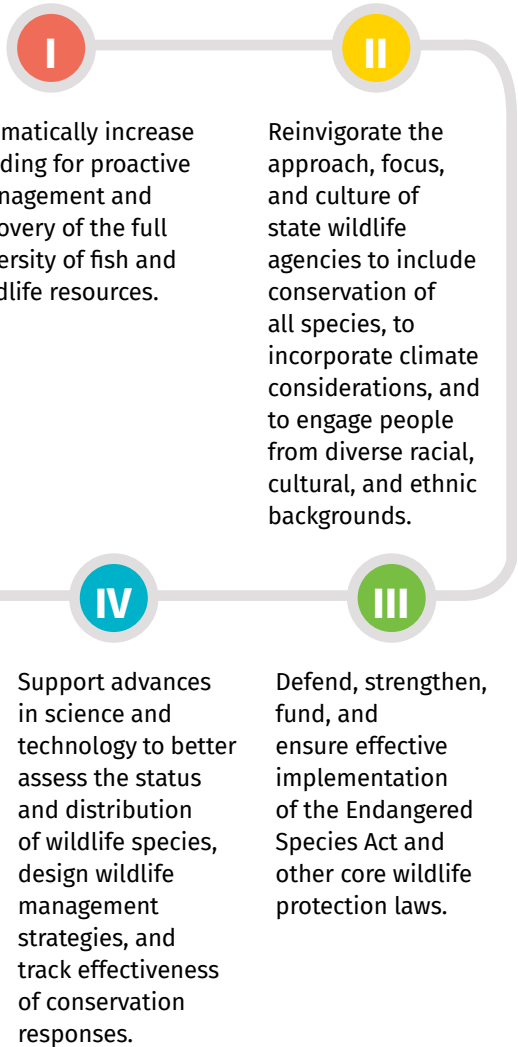 I
matically increase
ding for proactive
nagement and
overy of the full
ersity of fish and
dlife resources.
II
Reinvigorate the
approach, focus,
and culture of
state wildlife
agencies to include
conservation of
all species, to
incorporate climate
considerations, and
to engage people
from diverse racial,
cultural, and ethnic
backgrounds.
III
Defend, strengthen,
fund, and
ensure effective
implementation
of the Endangered
Species Act and
other core wildlife
protection laws.
IV
Support advances
in science and
technology to better
assess the status
and distribution
of wildlife species,
design wildlife
management
strategies, and
track effectiveness
of conservation
responses.